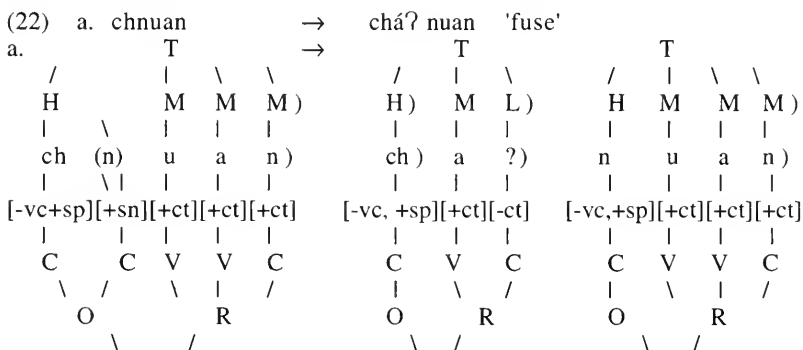 (22) a. chnuan → chá? nuan 'fuse'
a. T → T T
/ | \ \ / | \ / | \ \
H M M M ) H ) M L ) H M M M )
| \ | | | | | | | | | |
ch (n) u a n ) ch ) a ?) n u a n )
| \ | | | | | | | | | | |
[-vc+sp][+sn][+ct][+ct][+ct] [-vc, +sp][+ct][-ct] [-vc,+sp][+ct][+ct][+ct]
| | | | | | | | | | | |
C C V V C C V C C V V C
\ / \ | / | \ / | \ | /
O R O R O R
\ / \ / \ /